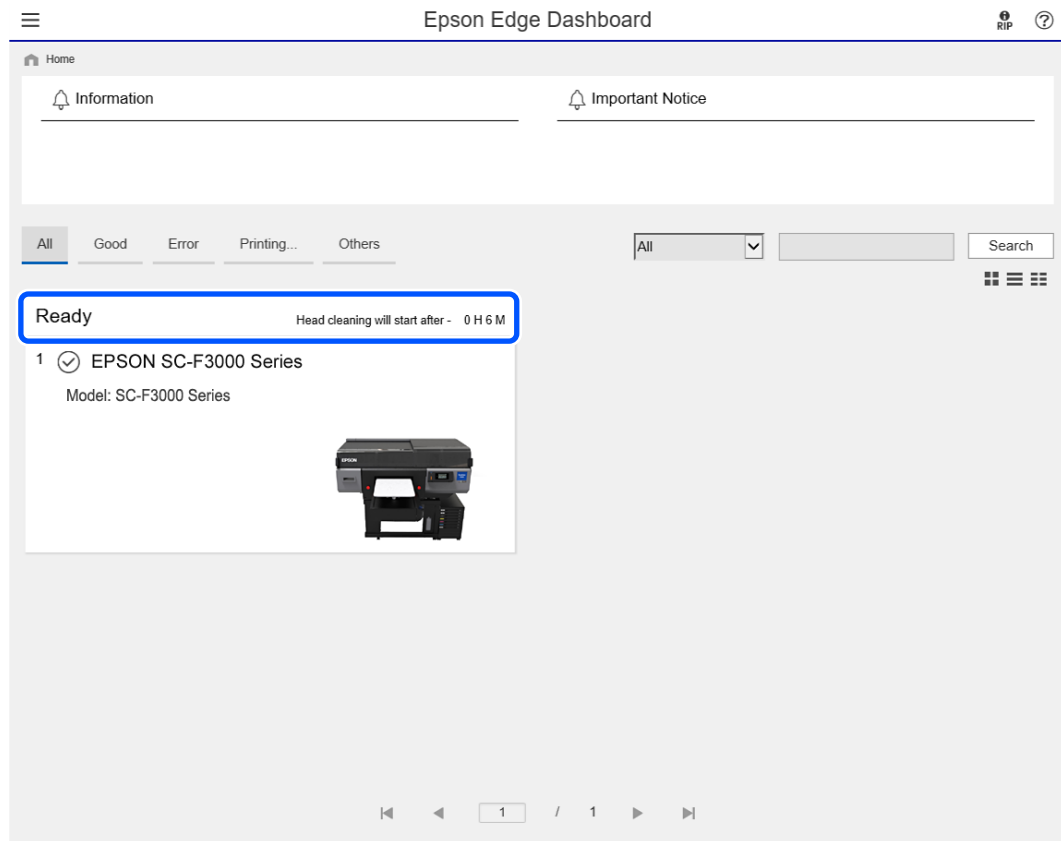 Epson Edge Dashboard
RIP
?
Home
Information
Important Notice
All Good Error Printing... Others
All
Search
Ready Head cleaning will start after - 0 H 6 M
1 EPSON SC-F3000 Series
Model: SC-F3000 Series
EPSON
1 / 1